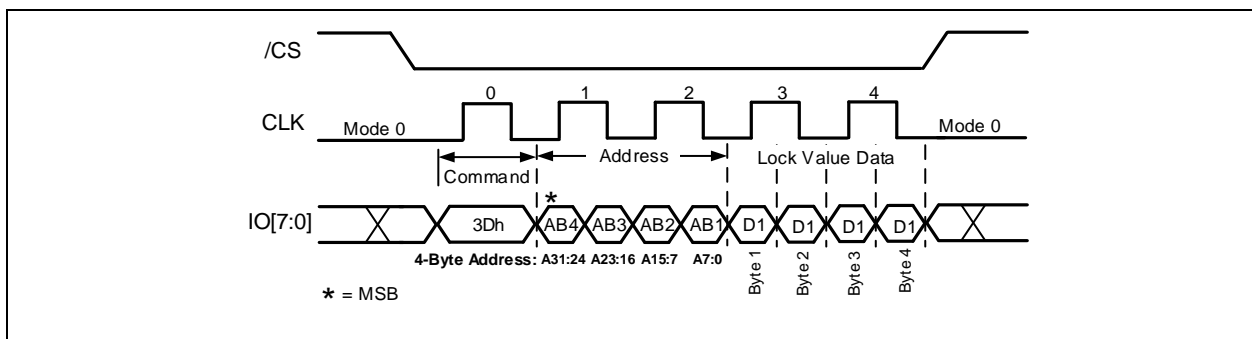 /CS
0 1 2 3 4
CLK
Mode 0
Mode 0
Address
Lock Value Data
Command
*
IO[7:0]
3Dh AB4 AB3 AB2 AB1 D1 D1 D1 D1
4-Byte Address: A31:24 A23:16 A15:7 A7:0
Byte 1
Byte 2
Byte 3
Byte 4
* = MSB